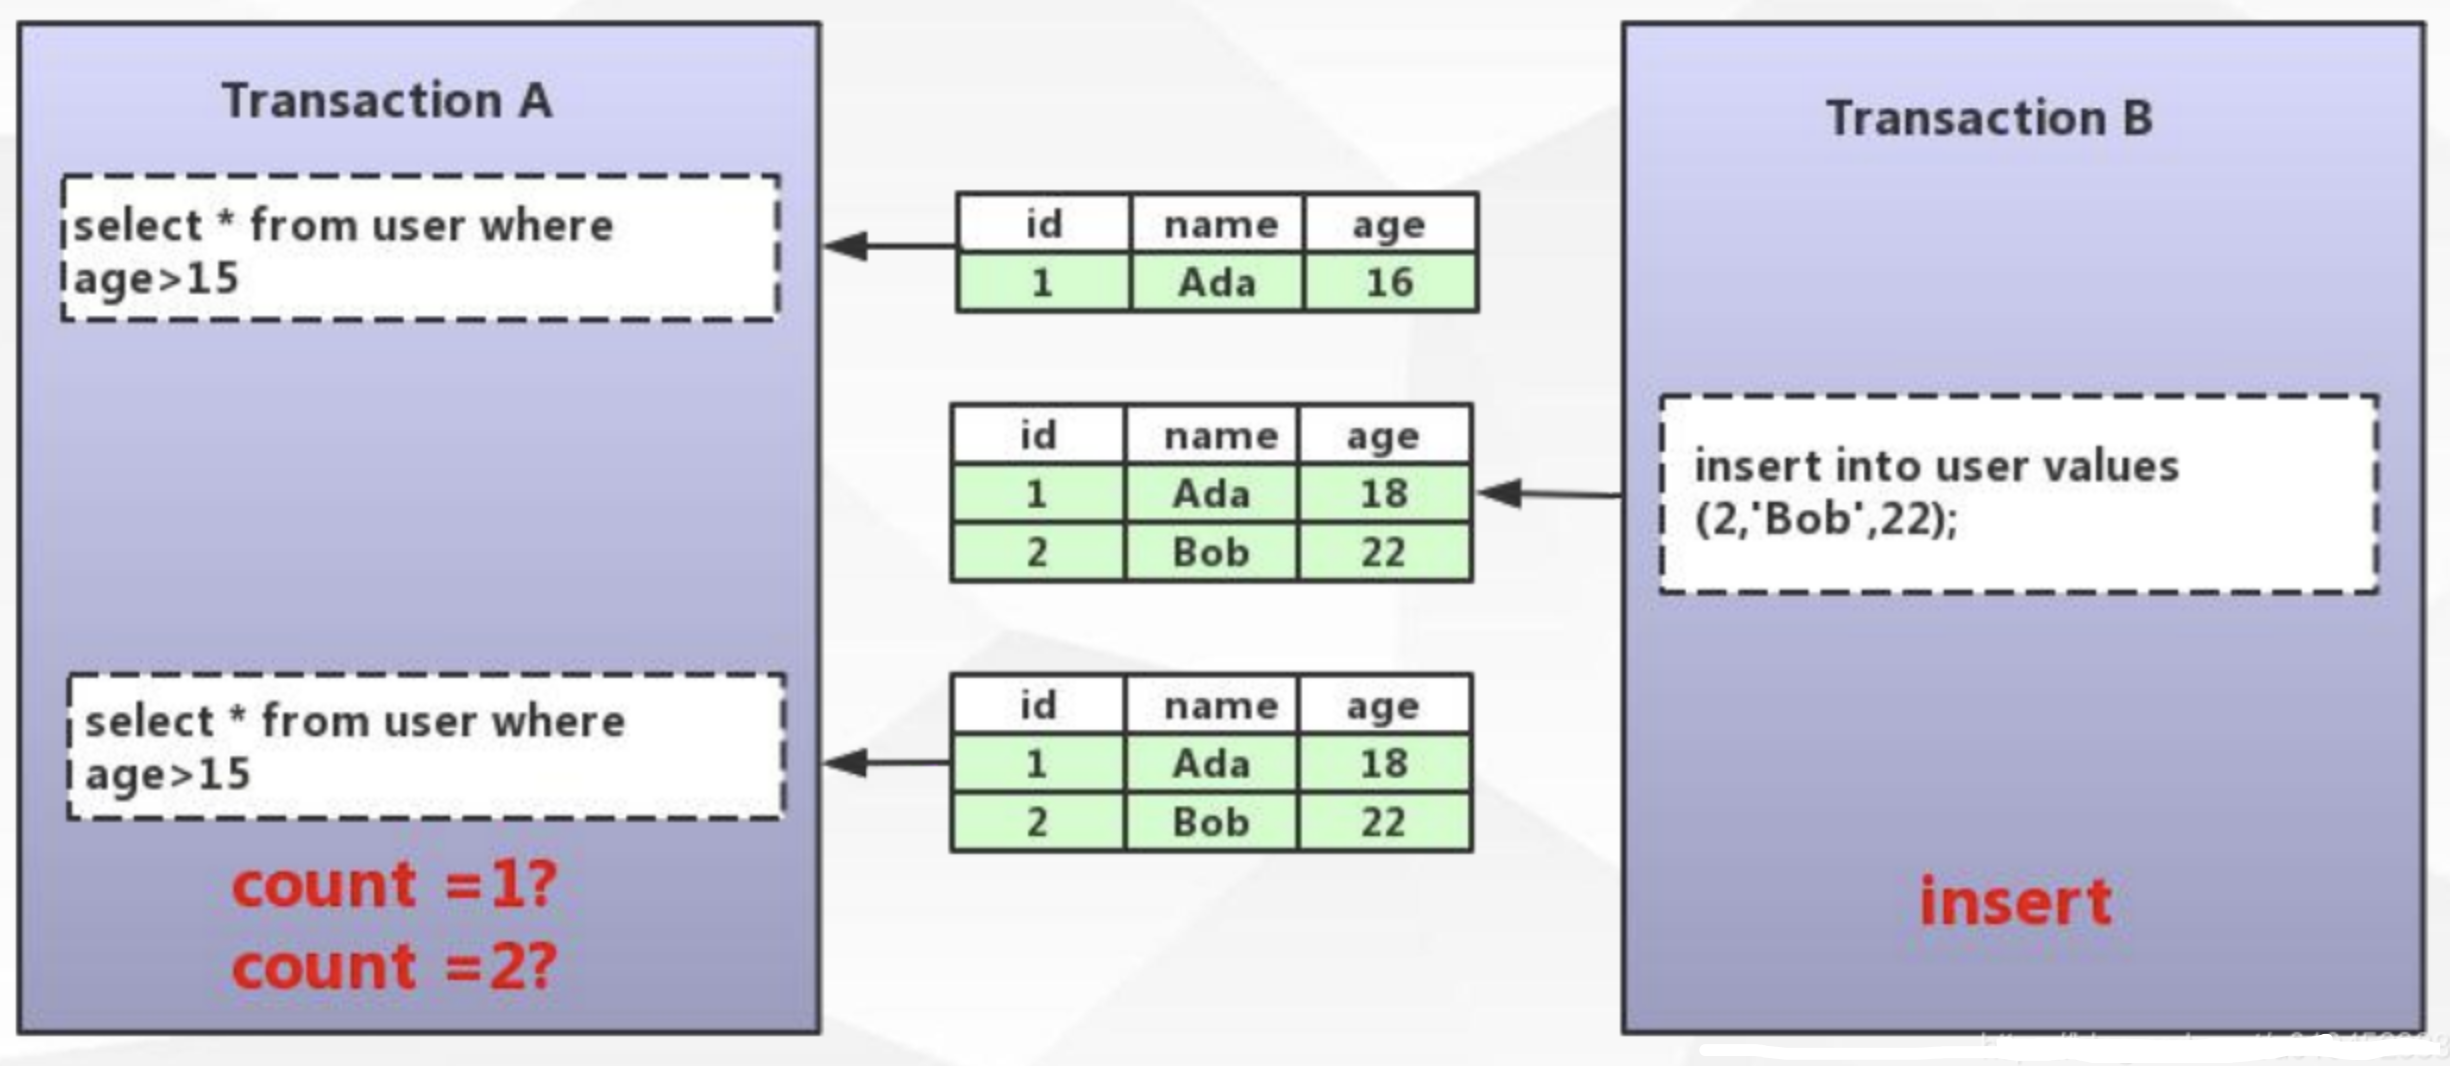 Transaction A
select * from user where
age>15
id name age
1 Ada 16
Transaction B
id name age
1 Ada 18
2 Bob 22
insert into user values
(2,'Bob',22);
select * from user where
age>15
id name age
1 Ada 18
2 Bob 22
count =1?
count =2?
insert